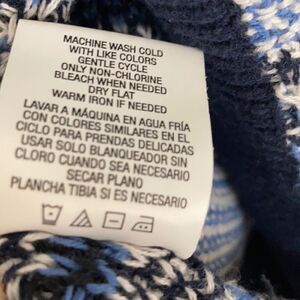 MACHINE WASH COLD
WITH LIKE COLORS
GENTLE CYCLE
ONLY NON-CHLORINE
BLEACH WHEN NEEDED
DRY FLAT
WARM IRON IF NEEDED
LAVAR A MÁQUINA EN AGUA FRÍA
CON COLORES SIMILARES EN EL
CICLO PARA PRENDAS DELICADAS
USAR SOLO BLANQUEADOR SIN
CLORO CUANDO SEA NECESARIO
SECAR PLANO
PLANCHA TIBIA SI ES NECESARIO